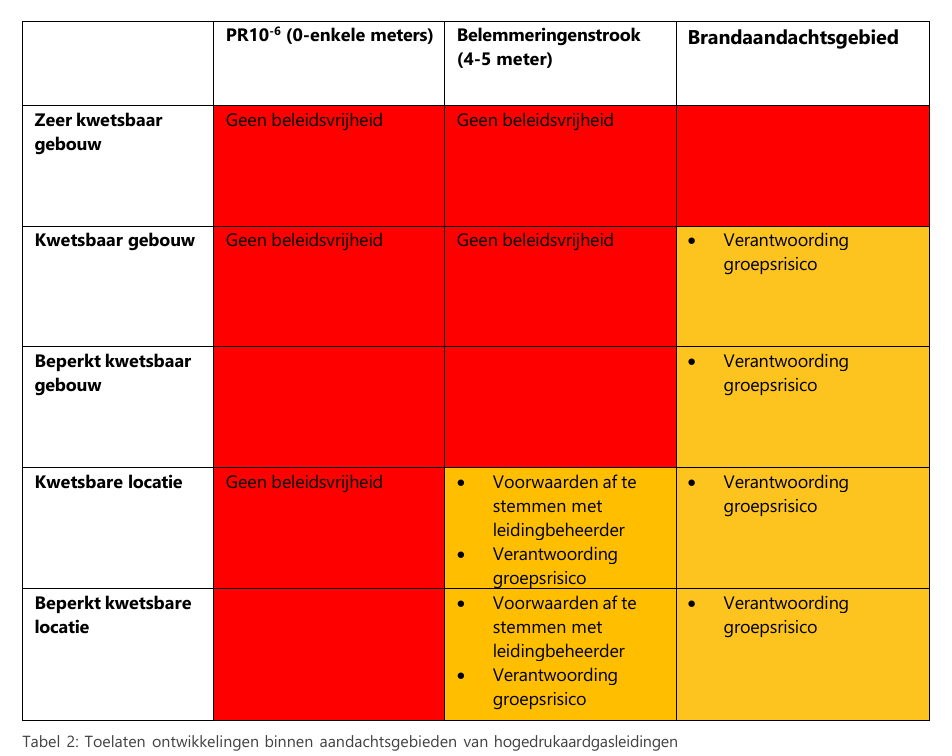 PR10-6 (0-enkele meters)
Belemmeringenstrook
(4-5 meter)
Brandaandachtsgebied
Zeer kwetsbaar
gebouw
Geen beleidsvrijheid
Geen beleidsvrijheid
Kwetsbaar gebouw
Geen beleidsvrijheid
Geen beleidsvrijheid
• Verantwoording
groepsrisico
Beperkt kwetsbaar
gebouw
• Verantwoording
groepsrisico
Kwetsbare locatie
Geen beleidsvrijheid
• Voorwaarden af te
stemmen met
leidingbeheerder
• Verantwoording
groepsrisico
• Verantwoording
groepsrisico
Beperkt kwetsbare
locatie
• Voorwaarden af te
stemmen met
leidingbeheerder
• Verantwoording
groepsrisico
• Verantwoording
groepsrisico
Tabel 2: Toelaten ontwikkelingen binnen aandachtsgebieden van hogedrukaardgasleidingen